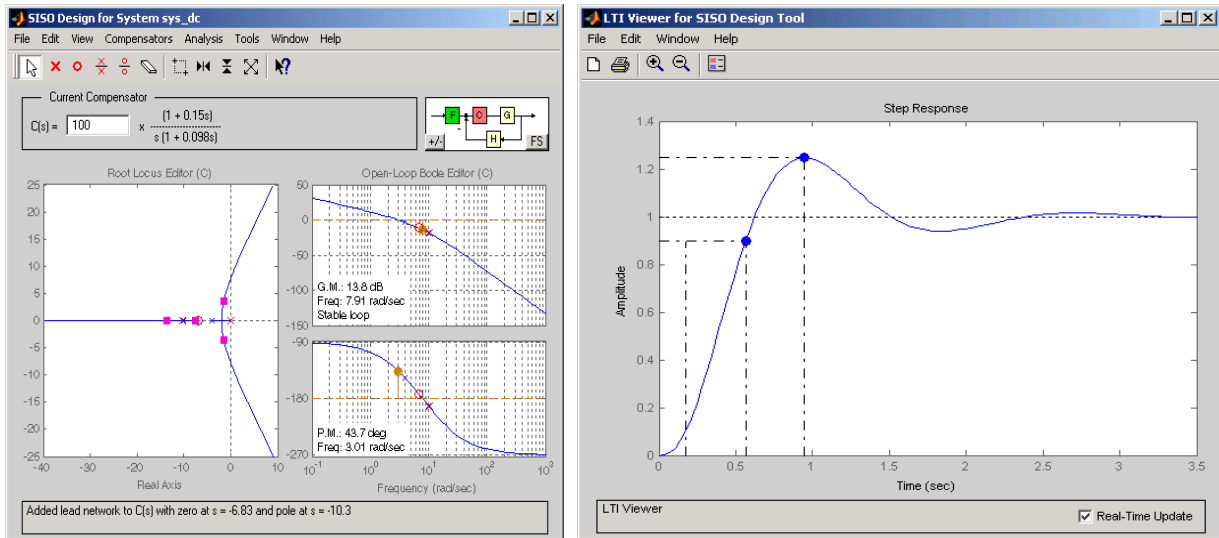 SISO Design for System sys_dc
File Edit View Compensators Analysis Tools Window Help
Current Compensator
C(s) = 100 x (1 + 0.15s)
s (1 + 0.098s)
F C G
H
+/- FS
Root Locus Editor (C)
25
20
15
10
5
0
-5
-10
-15
-20
-25
-40 -30 -20 -10 0 10
Real Axis
Open-Loop Bode Editor (C)
50
0
-50
-100
-150
G.M.: 13.8 dB
Freq: 7.91 rad/sec
Stable loop
-90
-180
-270
P.M.: 43.7 deg
Freq: 3.01 rad/sec
10^-1 10^0 10^1 10^2 10^3
Frequency (rad/sec)
Added lead network to C(s) with zero at s = -6.83 and pole at s = -10.3
LTI Viewer for SISO Design Tool
File Edit Window Help
Step Response
1.4
1.2
1
0.8
0.6
0.4
0.2
0
Amplitude
0 0.5 1 1.5 2 2.5 3 3.5
Time (sec)
LTI Viewer
Real-Time Update